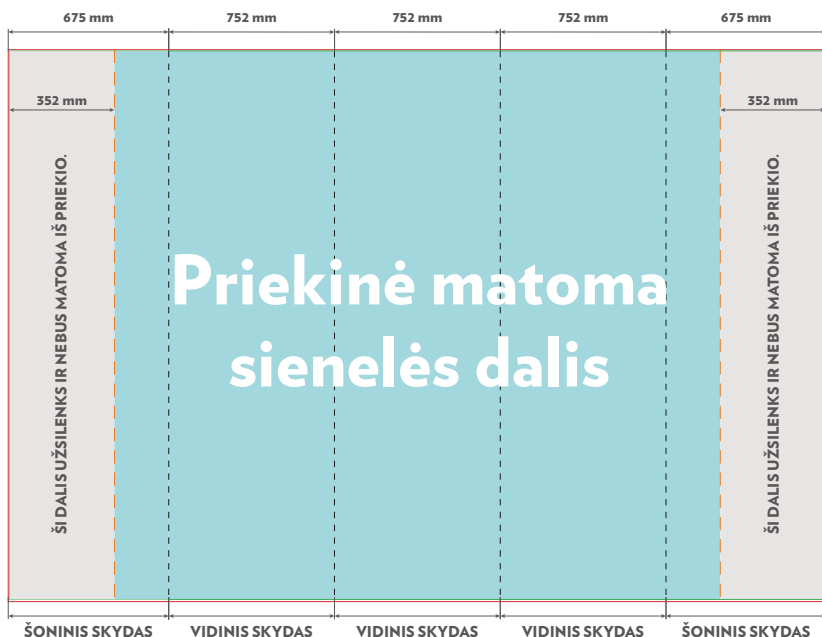 675 mm
752 mm
752 mm
752 mm
675 mm
352 mm
352 mm
ŠI DALIS UŽSILENKS IR NEBUS MATOMA IŠ PRIEKIO.
Priekinė matoma
sienelės dalis
ŠI DALIS UŽSILENKS IR NEBUS MATOMA IŠ PRIEKIO.
ŠONINIS SKYDAS
VIDINIS SKYDAS
VIDINIS SKYDAS
VIDINIS SKYDAS
ŠONINIS SKYDAS